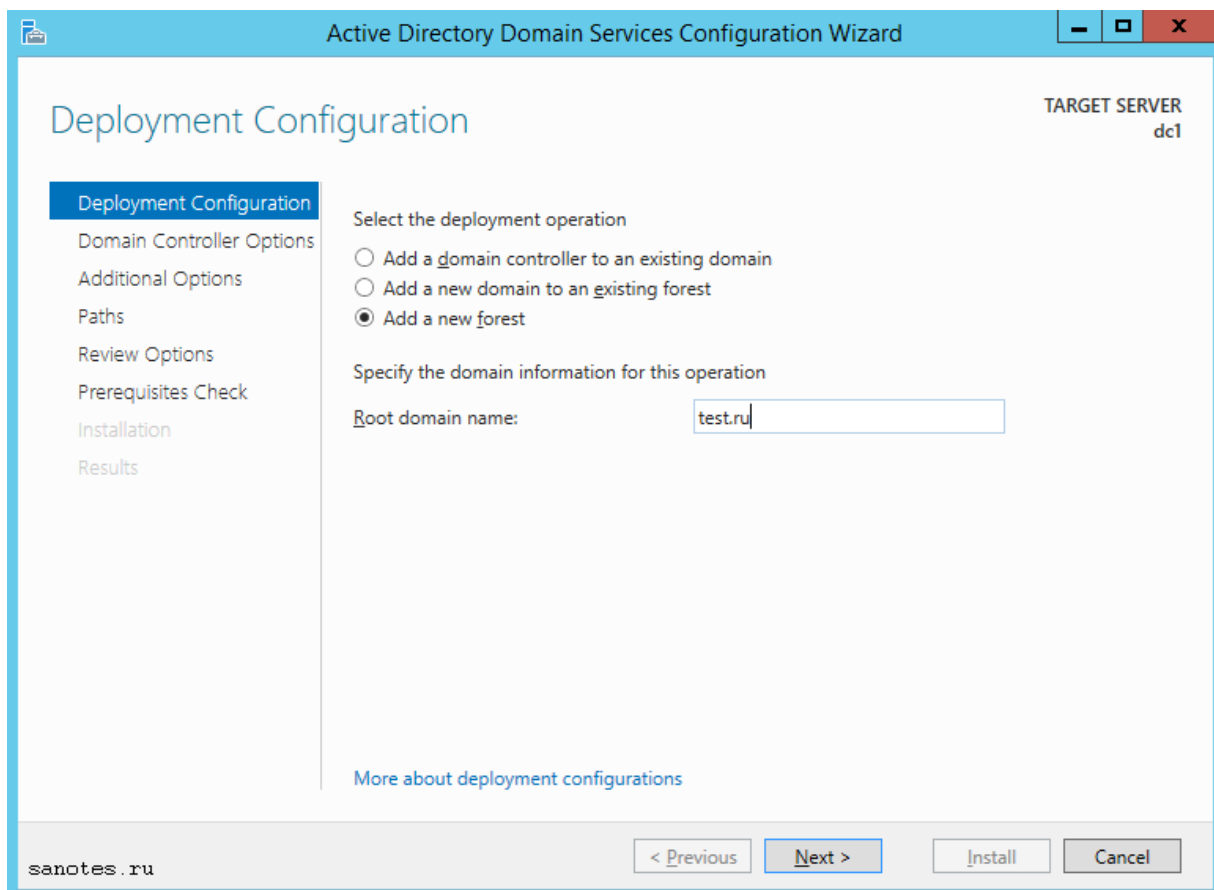 Active Directory Domain Services Configuration Wizard
Deployment Configuration
TARGET SERVER
dc1
Deployment Configuration
Domain Controller Options
Additional Options
Paths
Review Options
Prerequisites Check
Installation
Results
Select the deployment operation
Add a domain controller to an existing domain
Add a new domain to an existing forest
Add a new forest
Specify the domain information for this operation
Root domain name: test.ru
More about deployment configurations
< Previous Next > Install Cancel
sanotes.ru